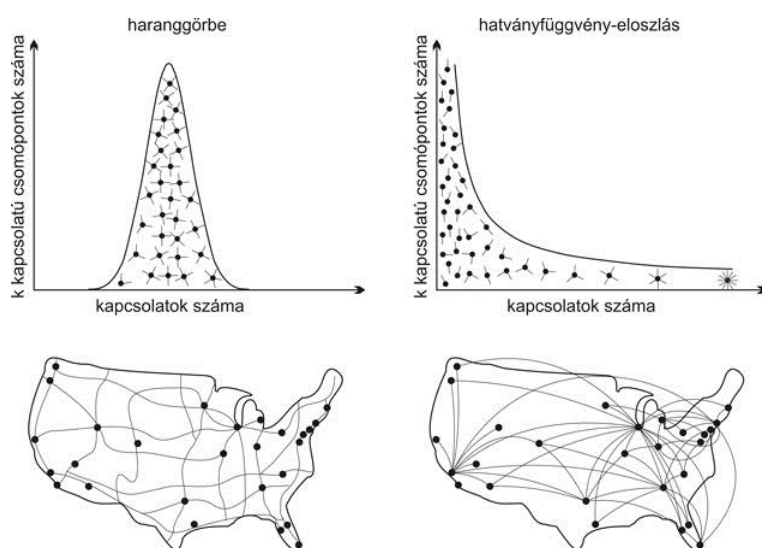 haranggörbe
hatványfüggvény-eloszlás
k kapcsolatú csomópontok száma
k kapcsolatú csomópontok száma
kapcsolatok száma
kapcsolatok száma